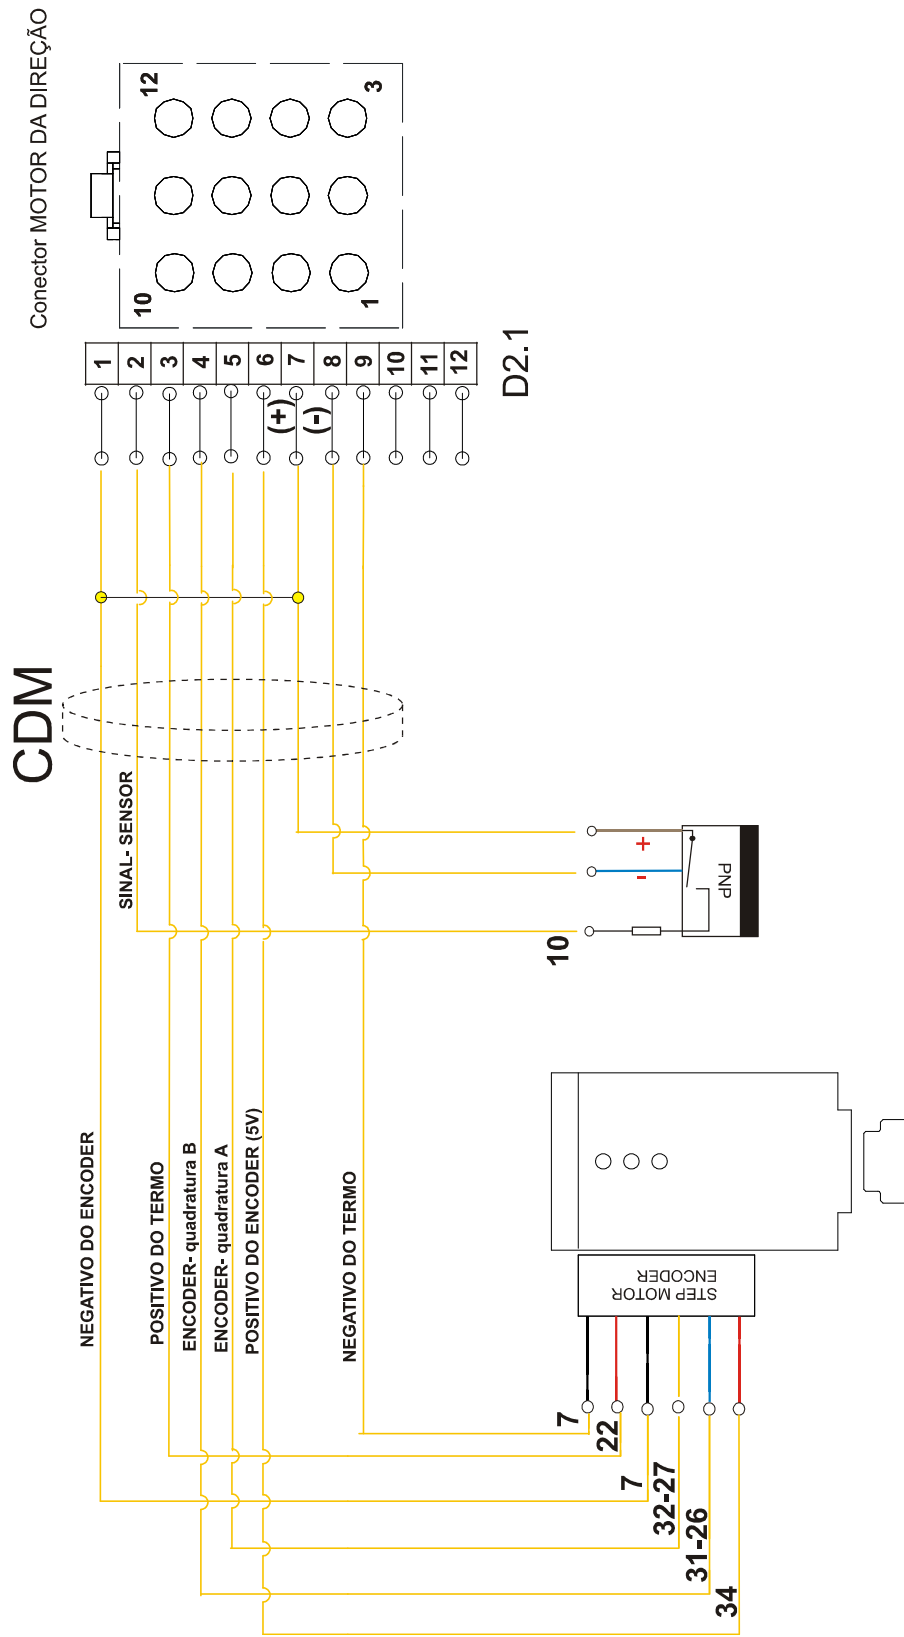 Conector MOTOR DA DIREÇÃO
12
3
10
1
1
2
3
4
5
6
7
8
9
10
11
12
(+)
(-)
D2.1
CDM
SINAL- SENSOR
NEGATIVO DO ENCODER
POSITIVO DO TERMO
ENCODER- quadratura B
ENCODER- quadratura A
POSITIVO DO ENCODER (5V)
NEGATIVO DO TERMO
10
+
-
PNP
STEP MOTOR
ENCODER
7
22
7
32-27
31-26
34